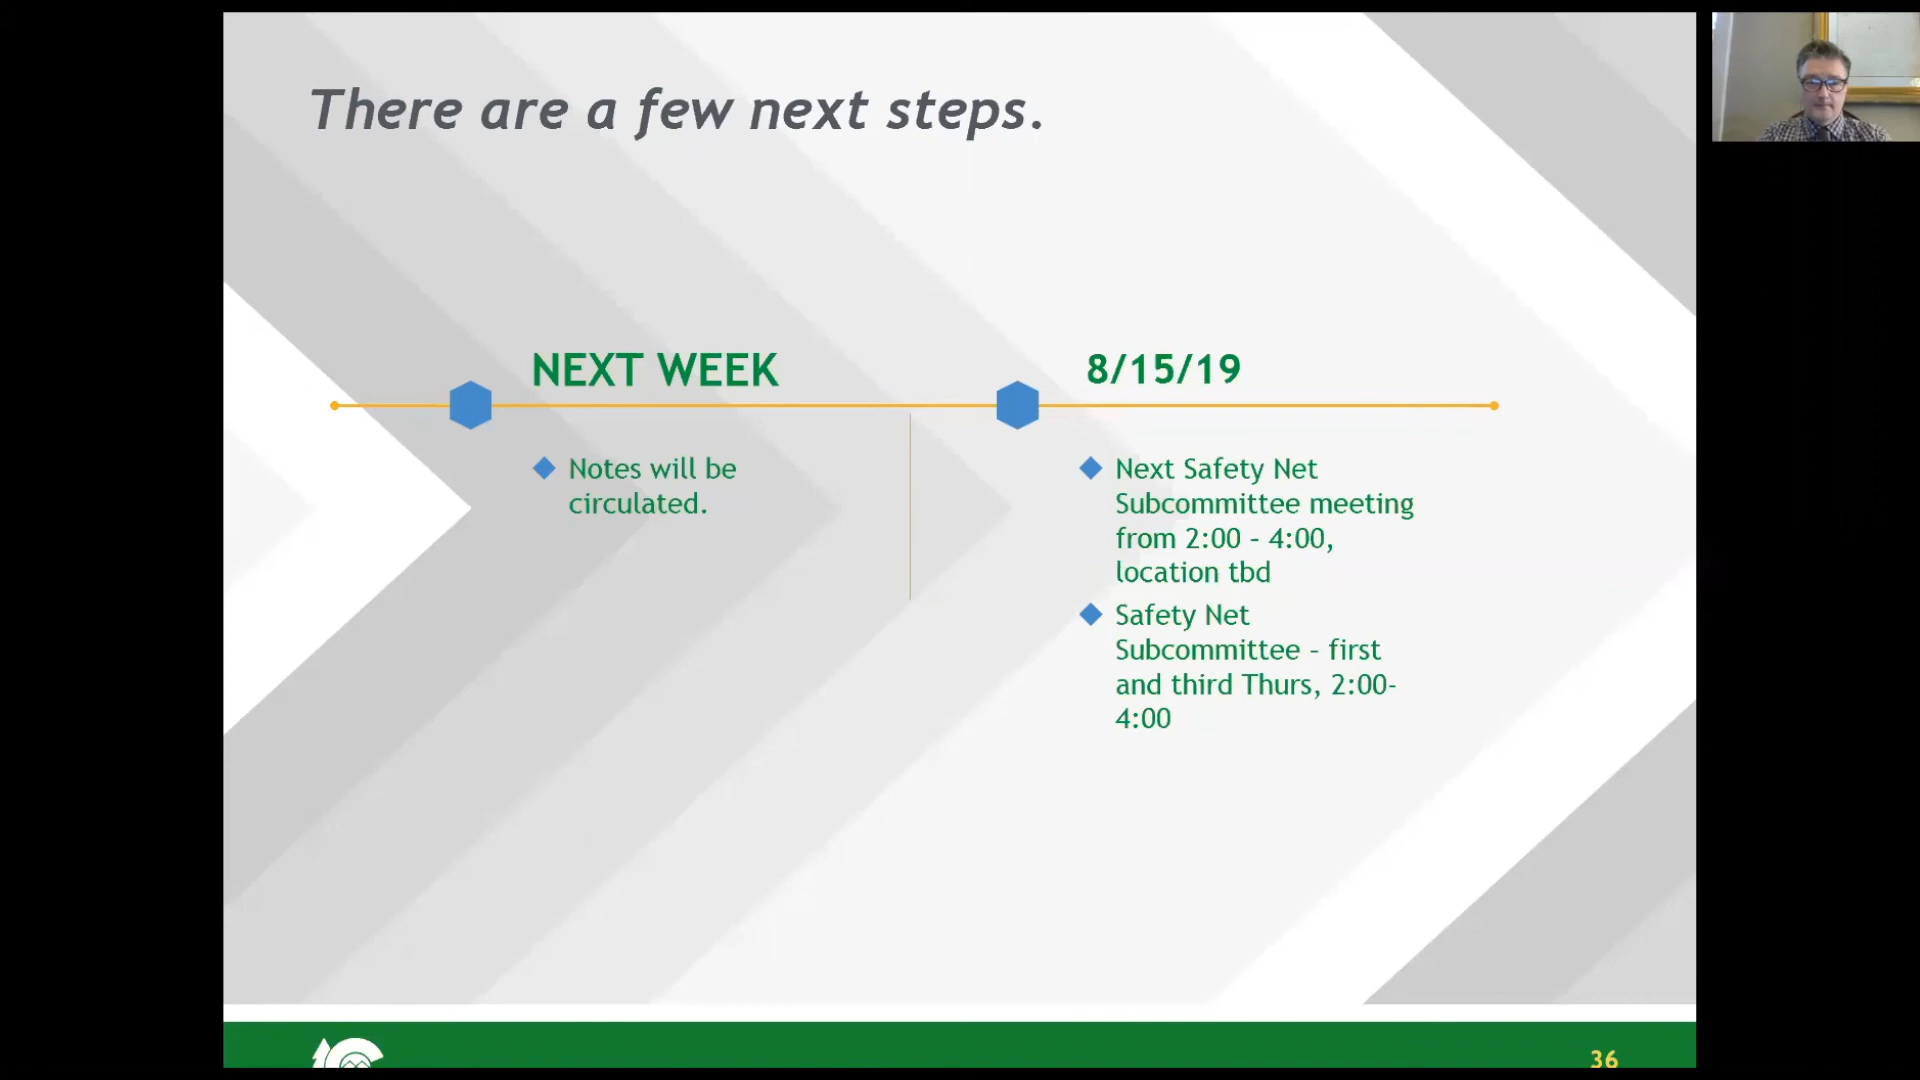 There are a few next steps.
NEXT WEEK
8/15/19
Notes will be
circulated.
Next Safety Net
Subcommittee meeting
from 2:00 – 4:00,
location tbd
Safety Net
Subcommittee – first
and third Thurs, 2:00-
4:00
36